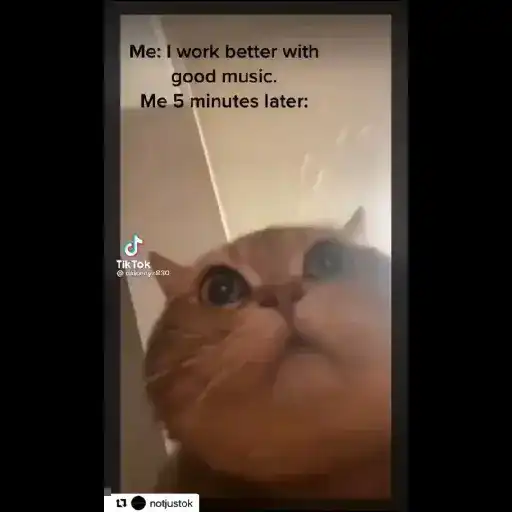 Me: I work better with
good music.
Me 5 minutes later:
TikTok
notjustok